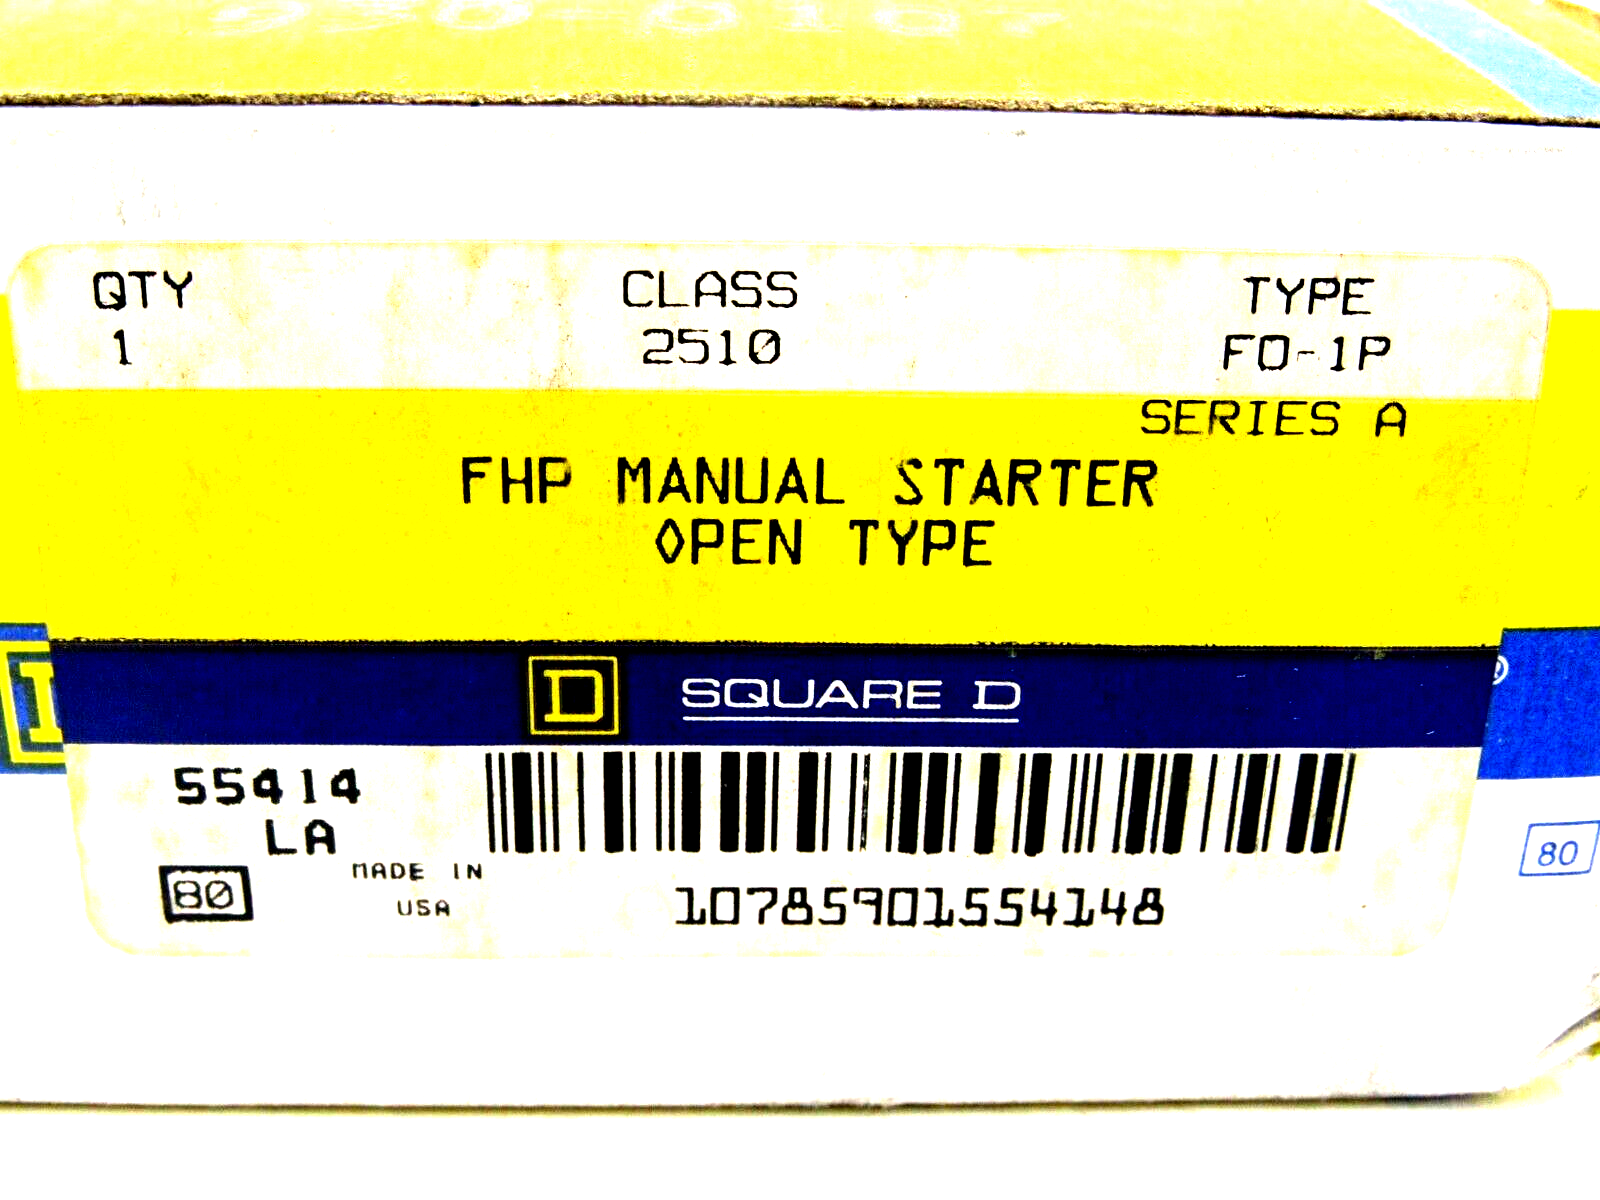 QTY CLASS TYPE
1 2510 FO-1P
SERIES A
FHP MANUAL STARTER
OPEN TYPE
D SQUARE D
55414
LA
80 MADE IN
USA
10785901554148
80